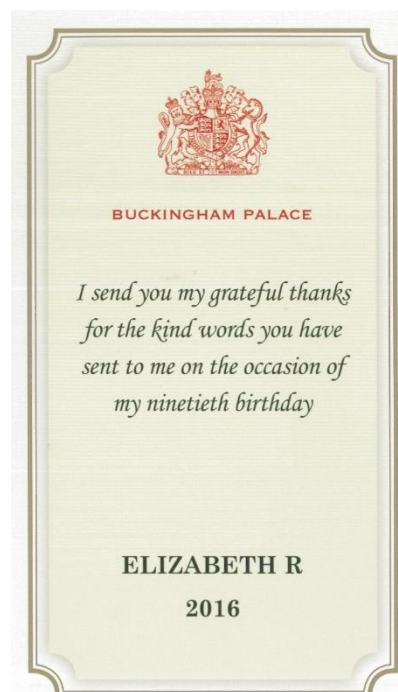 BUCKINGHAM PALACE
I send you my grateful thanks
for the kind words you have
sent to me on the occasion of
my ninetieth birthday
ELIZABETH R
2016